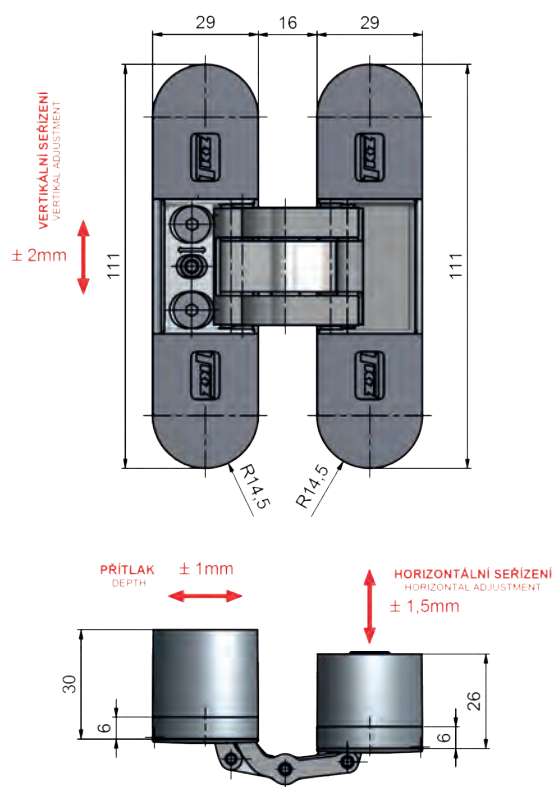 29
16
29
VERTIKÁLNÍ SEŘÍZENÍ
VERTIKAL ADJUSTMENT
± 2mm
111
111
R14,5
R14,5
PŘÍTLAK
DEPTH
± 1mm
HORIZONTÁLNÍ SEŘÍZENÍ
HORIZONTAL ADJUSTMENT
± 1,5mm
30
6
26
6